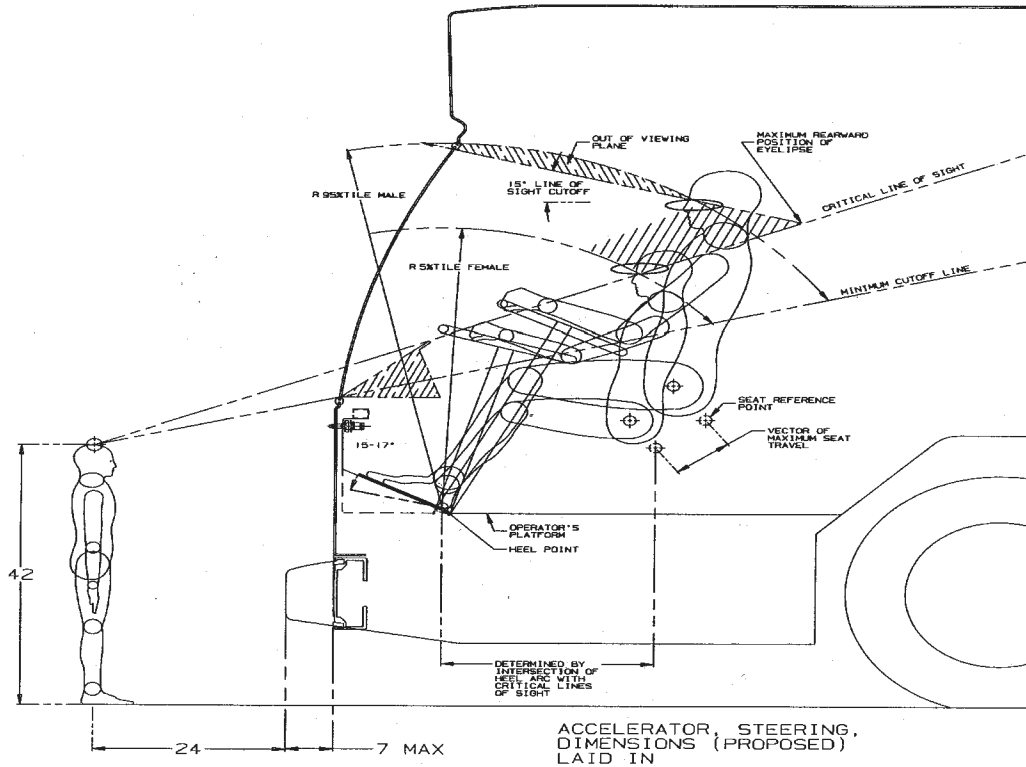 OUT OF VIEWING
PLANE
MAXIMUM REARWARD
POSITION OF
EYELIPSE
15° LINE OF
SIGHT CUTOFF
R 95%TILE MALE
CRITICAL LINE OF SIGHT
R 5%TILE FEMALE
MINIMUM CUTOFF LINE
SEAT REFERENCE
POINT
VECTOR OF
MAXIMUM SEAT
TRAVEL
15-17°
OPERATOR'S
PLATFORM
HEEL POINT
42
DETERMINED BY
INTERSECTION OF
HEEL ARC WITH
CRITICAL LINES
OF SIGHT
24
7 MAX
ACCELERATOR, STEERING,
DIMENSIONS (PROPOSED)
LAID IN